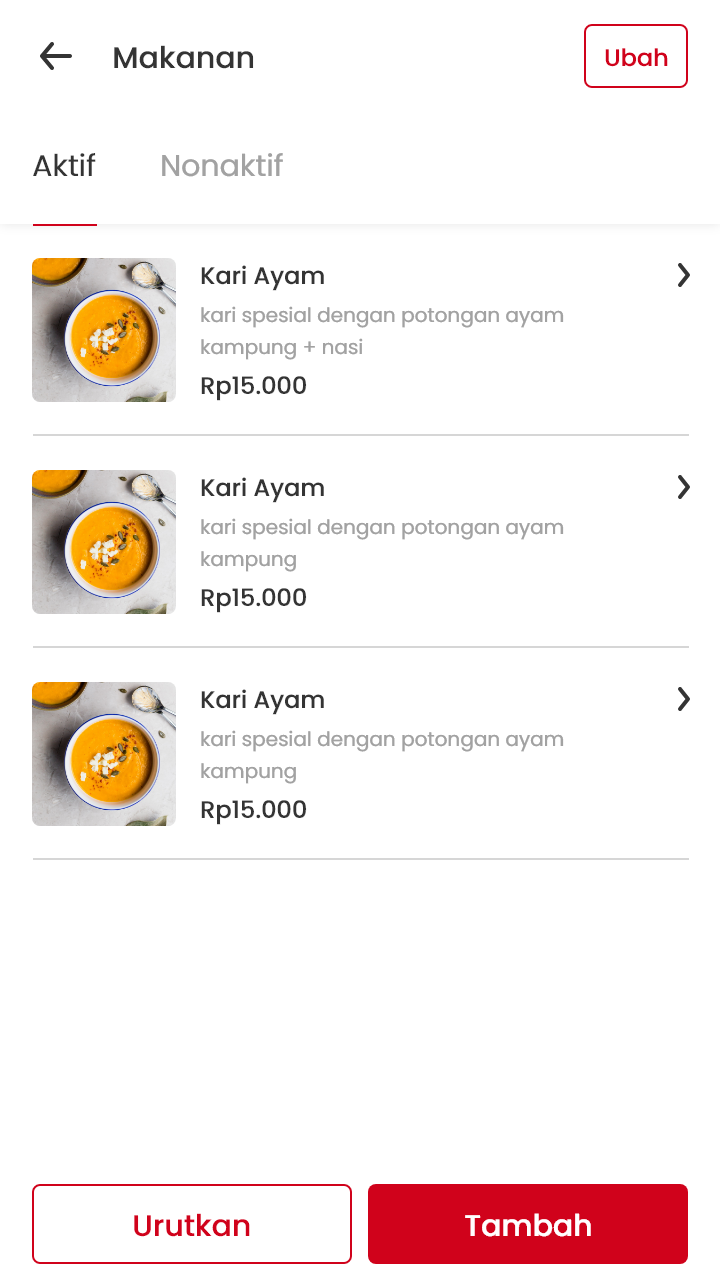 Makanan
Ubah
Aktif
Nonaktif
Kari Ayam
kari spesial dengan potongan ayam
kampung + nasi
Rp15.000
Kari Ayam
kari spesial dengan potongan ayam
kampung
Rp15.000
Kari Ayam
kari spesial dengan potongan ayam
kampung
Rp15.000
Urutkan
Tambah